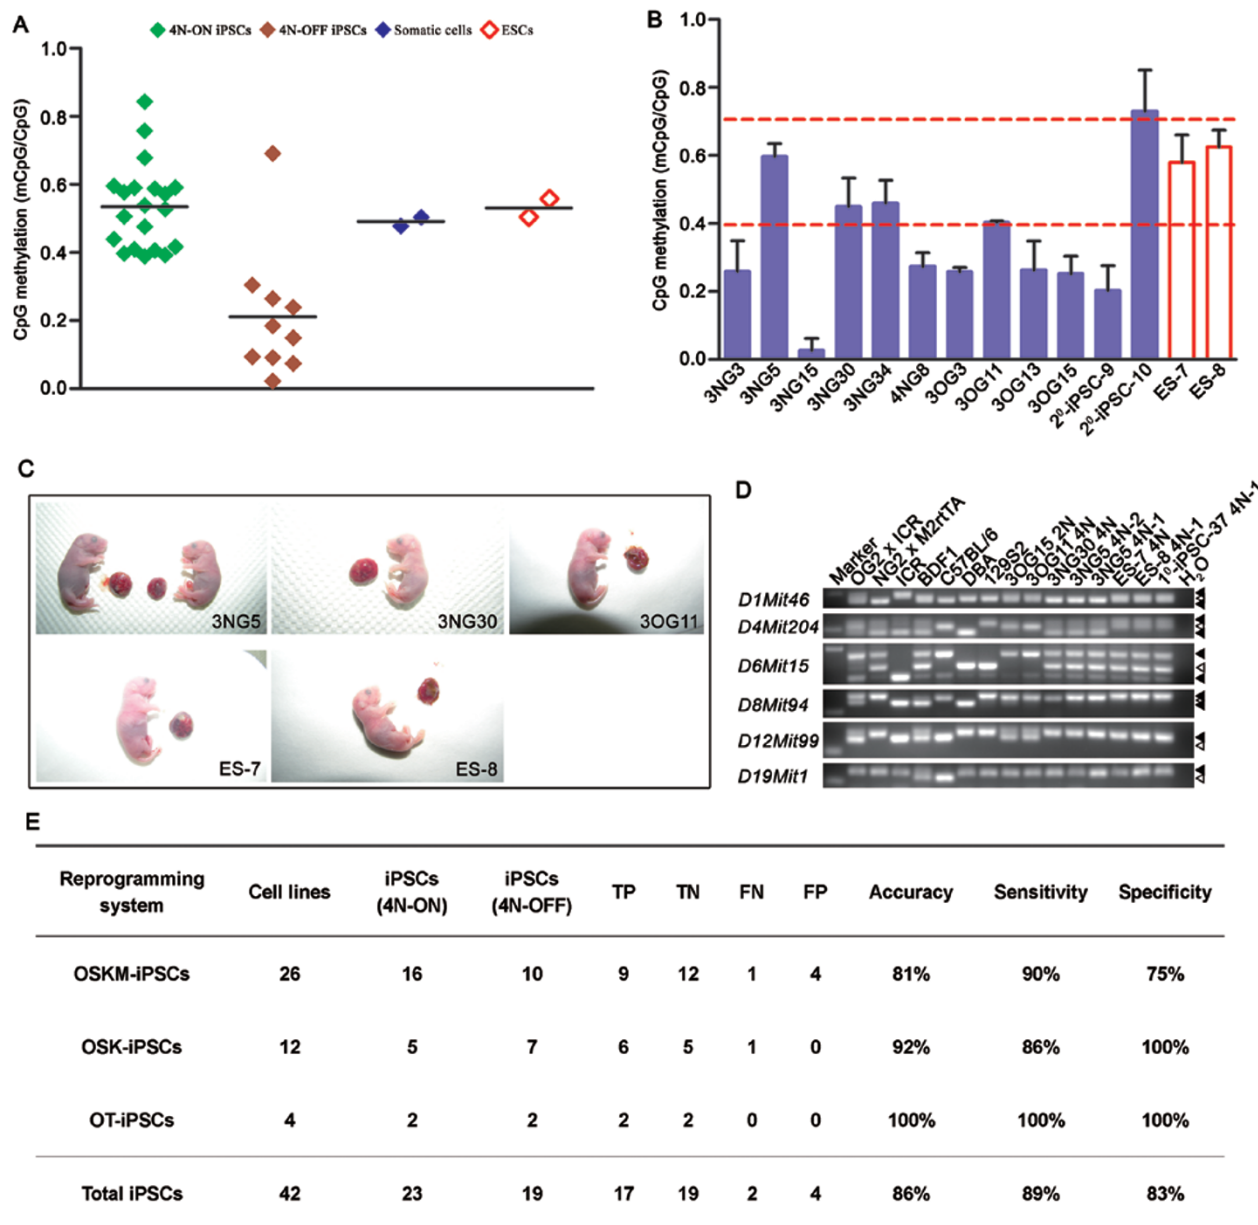 A
4N-ON iPSCs 4N-OFF iPSCs Somatic cells ESCs
CpG methylation (mCpG/CpG)
1.0
0.8
0.6
0.4
0.2
0.0
B
CpG methylation (mCpG/CpG)
1.0
0.8
0.6
0.4
0.2
0.0
3NG3
3NG5
3NG15
3NG30
3NG34
4NG8
3OG3
3OG11
3OG13
3OG15
2⁰-iPSC-9
2⁰-iPSC-10
ES-7
ES-8
C
3NG5
3NG30
3OG11
ES-7
ES-8
D
Marker
OG2 x ICR
NG2 x M2rtTA
ICR
BDF1
C57Bl/6
DBA
129S2
3OG15 2N
3OG11 4N
3NG30 4N
3NG5 4N-2
3NG5 4N-1
ES-7 4N
ES-8 4N-1
1⁰-iPSC-37 4N-1
H₂O
D1Mit46
D4Mit204
D6Mit15
D8Mit94
D12Mit99
D19Mit1
E
Reprogramming system Cell lines iPSCs (4N-ON) iPSCs (4N-OFF) TP TN FN FP Accuracy Sensitivity Specificity
OSKM-iPSCs 26 16 10 9 12 1 4 81% 90% 75%
OSK-iPSCs 12 5 7 6 5 1 0 92% 86% 100%
OT-iPSCs 4 2 2 2 2 0 0 100% 100% 100%
Total iPSCs 42 23 19 17 19 2 4 86% 89% 83%